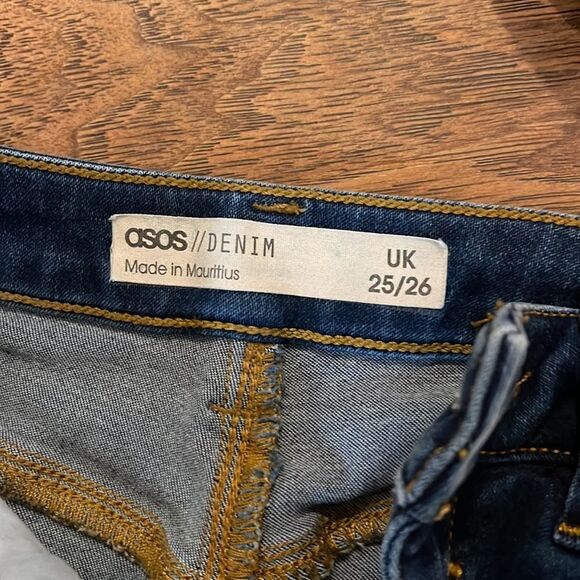 asos//DENIM
Made in Mauritius
UK
25/26